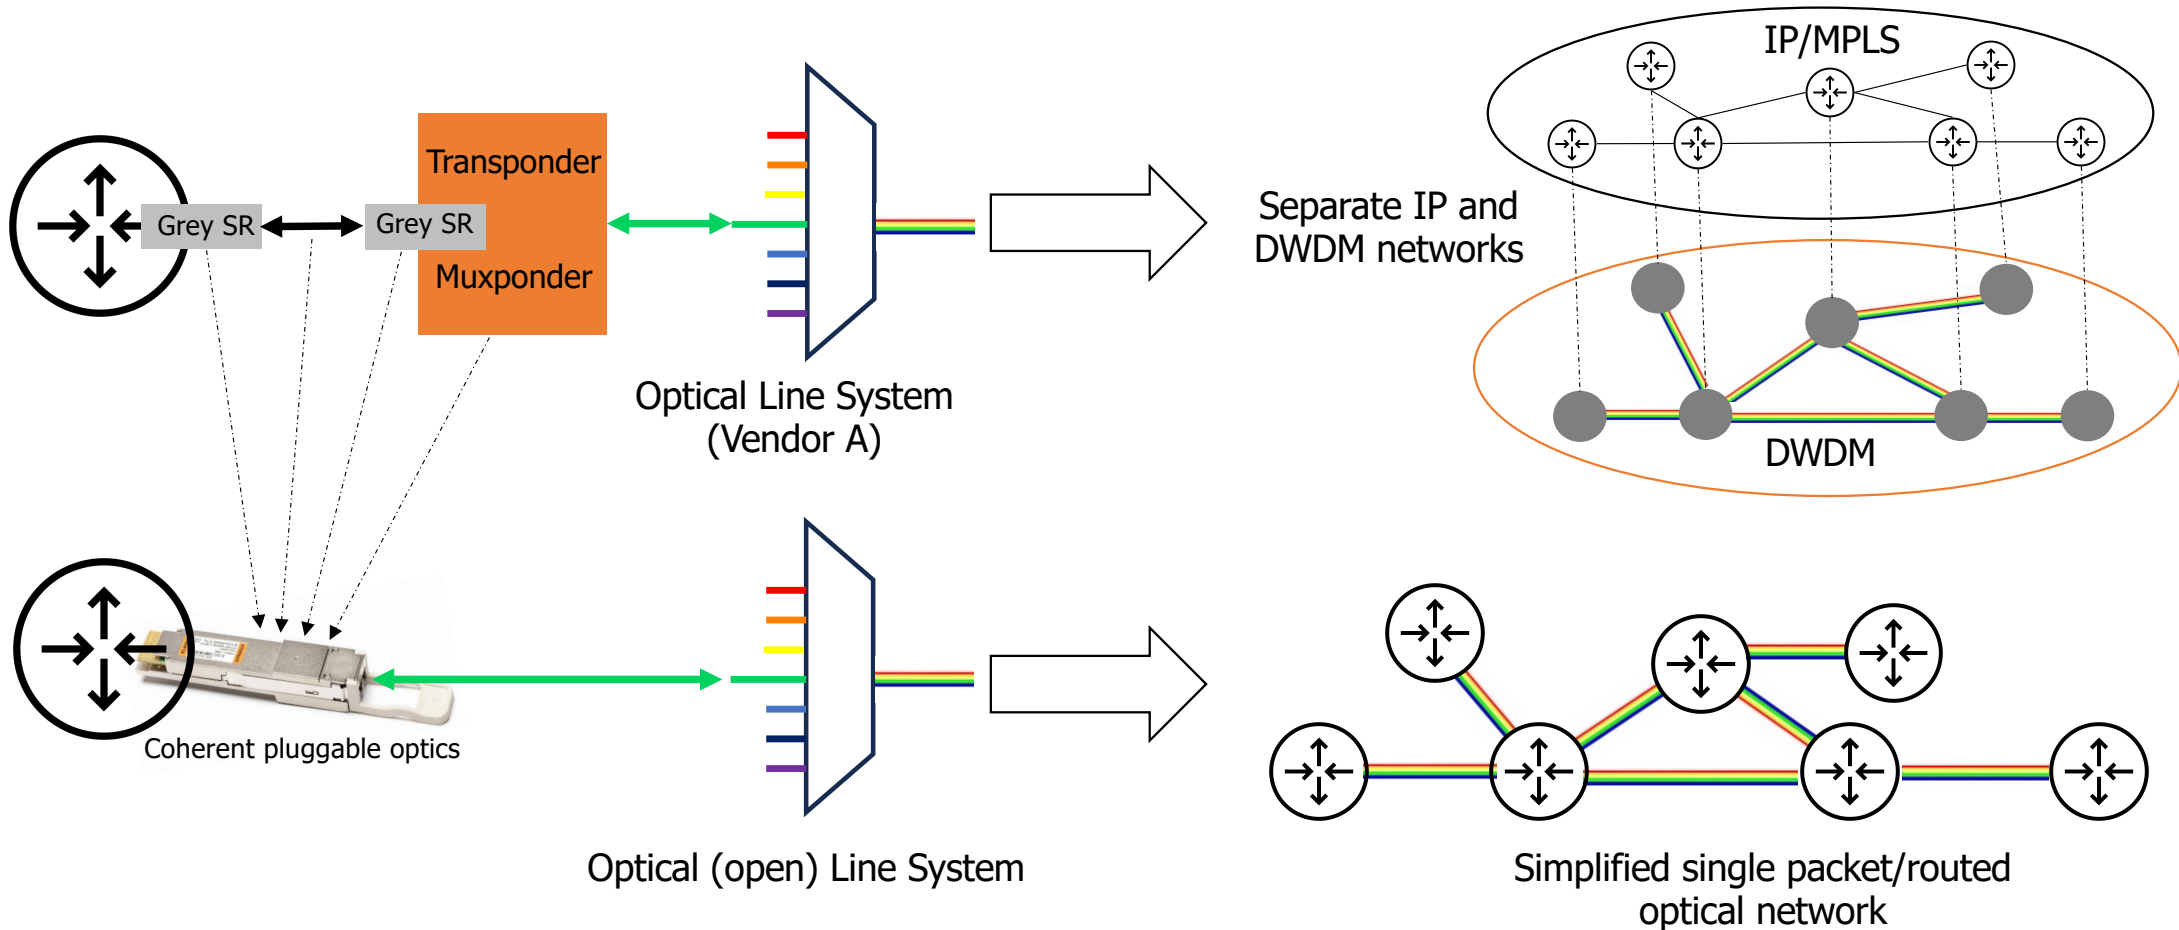 IP/MPLS
Transponder
Grey SR
Grey SR
Muxponder
Separate IP and
DWDM networks
Optical Line System
(Vendor A)
DWDM
Coherent pluggable optics
Optical (open) Line System
Simplified single packet/routed
optical network